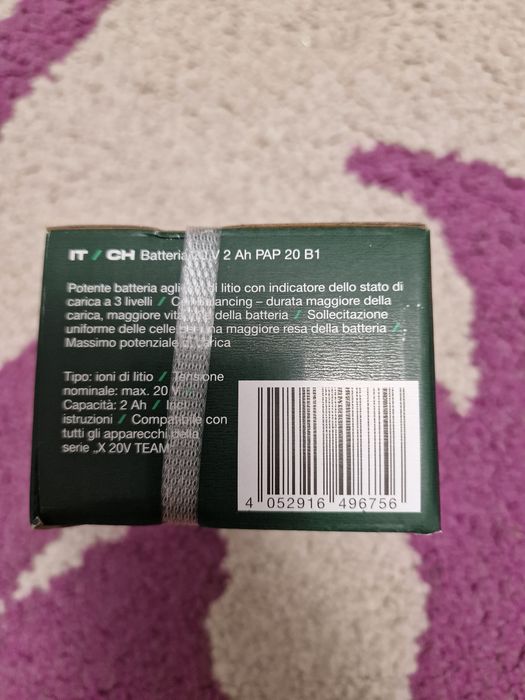 IT / CH Batteria 20 V 2 Ah PAP 20 B1
Potente batteria agli ioni di litio con indicatore dello stato di
carica a 3 livelli / Cell balancing – durata maggiore della
carica, maggiore vita utile della batteria / Sollecitazione
uniforme delle celle per una maggiore resa della batteria /
Massimo potenziale di carica
Tipo: ioni di litio / Tensione
nominale: max. 20 V /
Capacità: 2 Ah / Incl.
istruzioni / Compatibile con
tutti gli apparecchi della
serie „X 20V TEAM
4 052916 496756